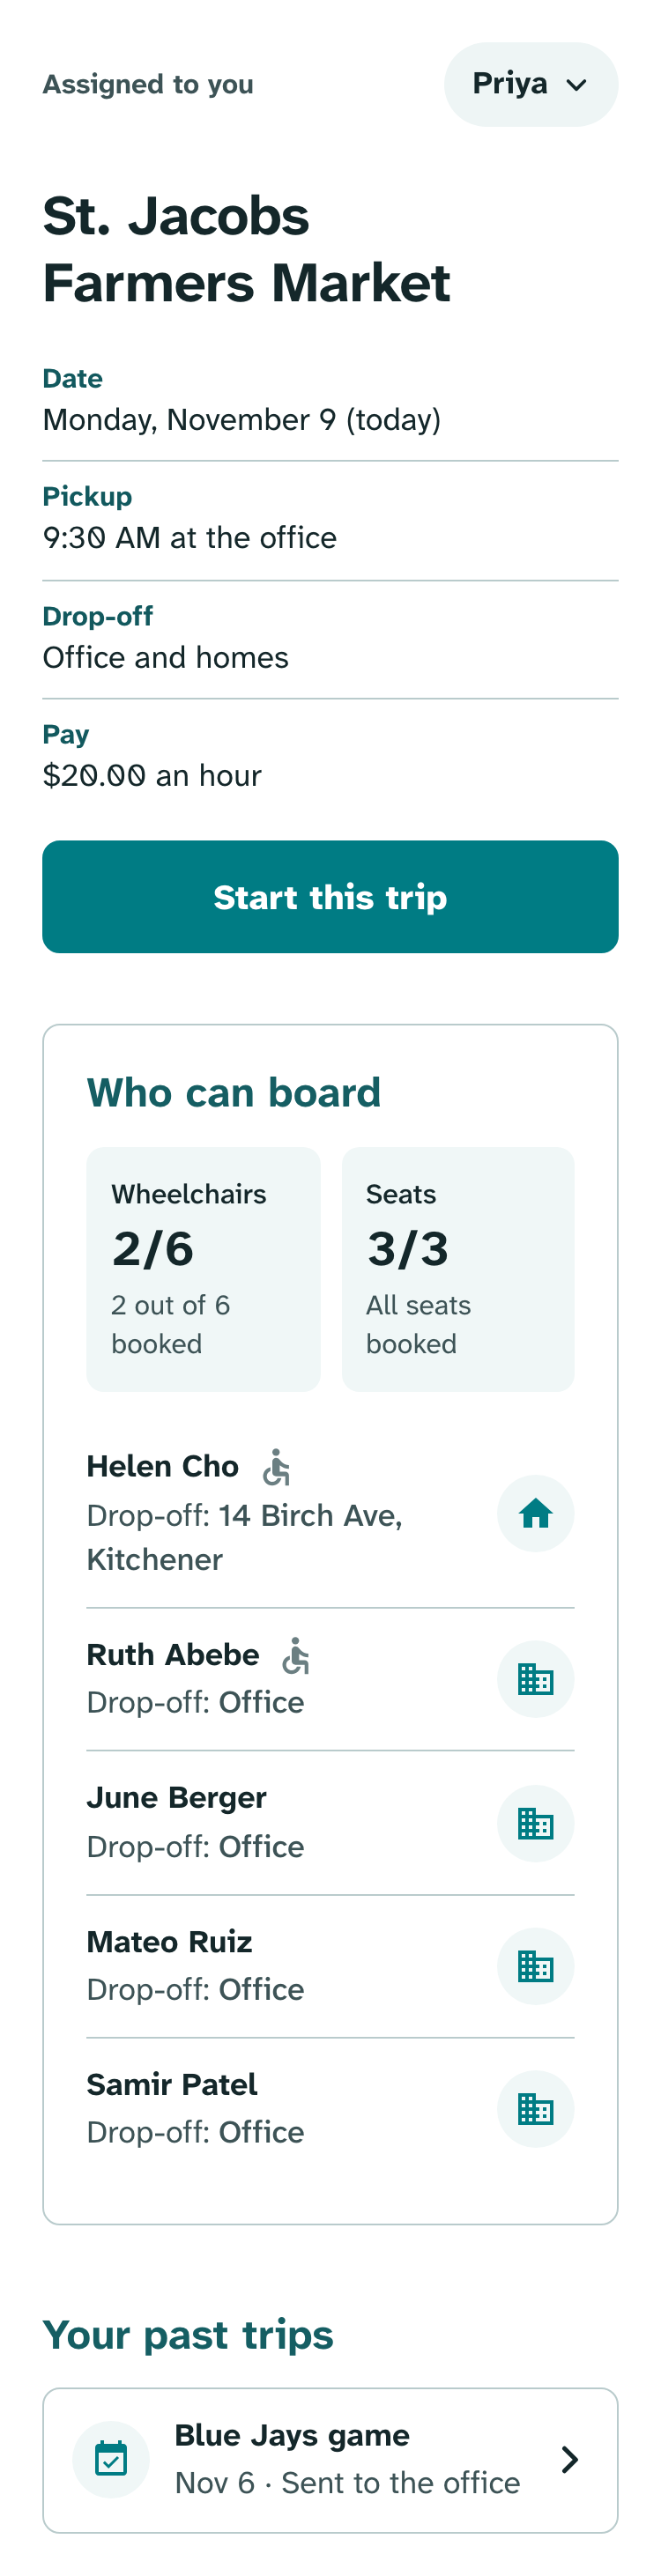 Assigned to you
Priya
St. Jacobs
Farmers Market
Date
Monday, November 9 (today)
Pickup
9:30 AM at the office
Drop-off
Office and homes
Pay
$20.00 an hour
Start this trip
Who can board
Wheelchairs
2/6
2 out of 6
booked
Seats
3/3
All seats
booked
Helen Cho
Drop-off: 14 Birch Ave,
Kitchener
Ruth Abebe
Drop-off: Office
June Berger
Drop-off: Office
Mateo Ruiz
Drop-off: Office
Samir Patel
Drop-off: Office
Your past trips
Blue Jays game
Nov 6 · Sent to the office